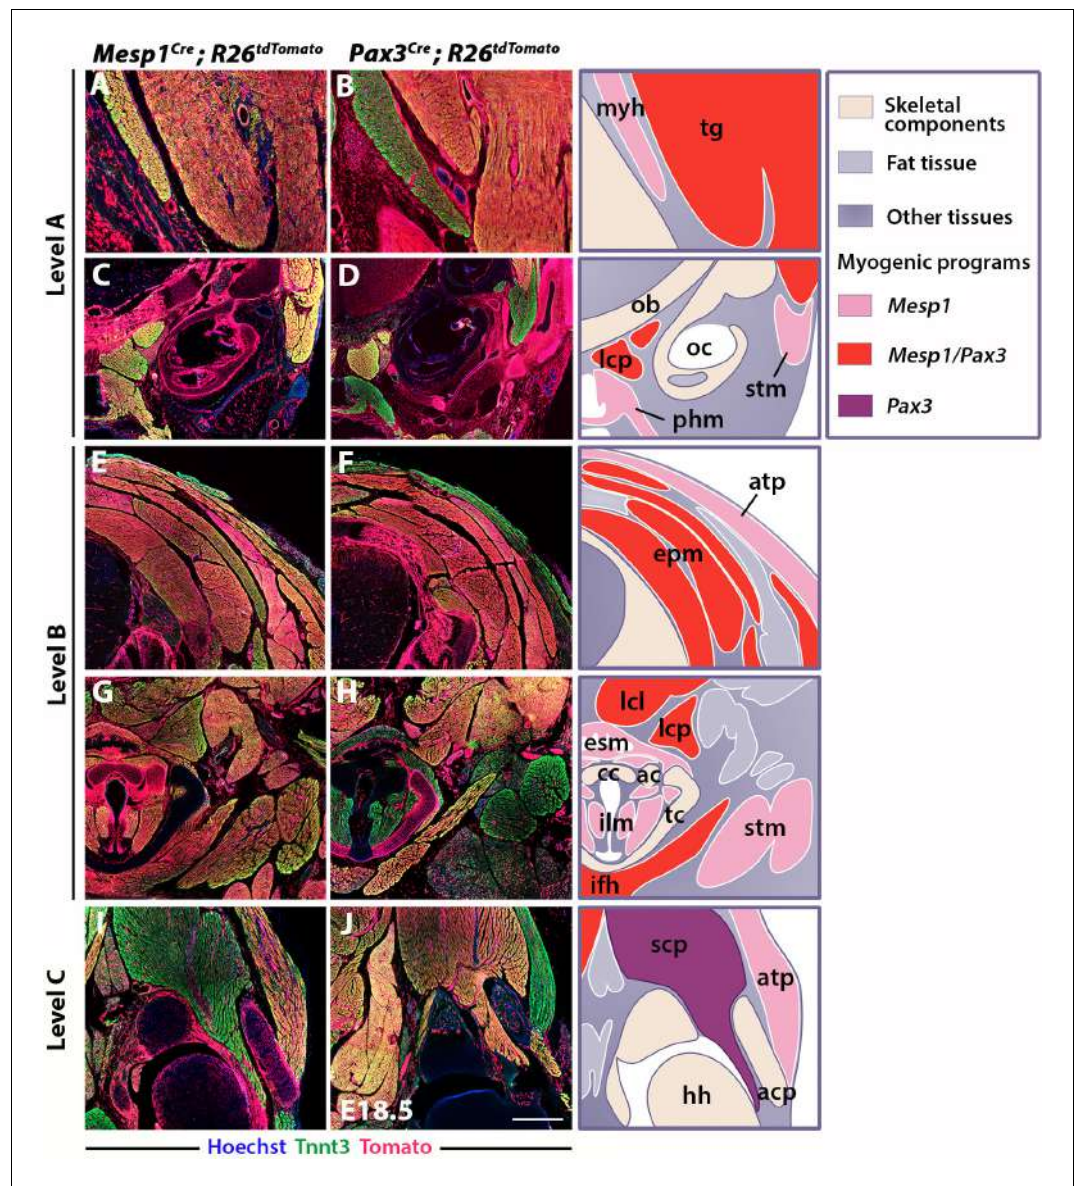 Mesp1Cre ; R26tdTomato
Pax3Cre ; R26tdTomato
Level A
A
B
myh
tg
C
D
ob
lcp
oc
stm
phm
Skeletal
components
Fat tissue
Other tissues
Myogenic programs
Mesp1
Mesp1/Pax3
Pax3
Level B
E
F
atp
epm
G
H
lcl
lcp
esm
cc
ac
tc
ilm
stm
ifh
Level C
I
J
E18.5
scp
atp
hh
acp
Hoechst Tnnt3 Tomato